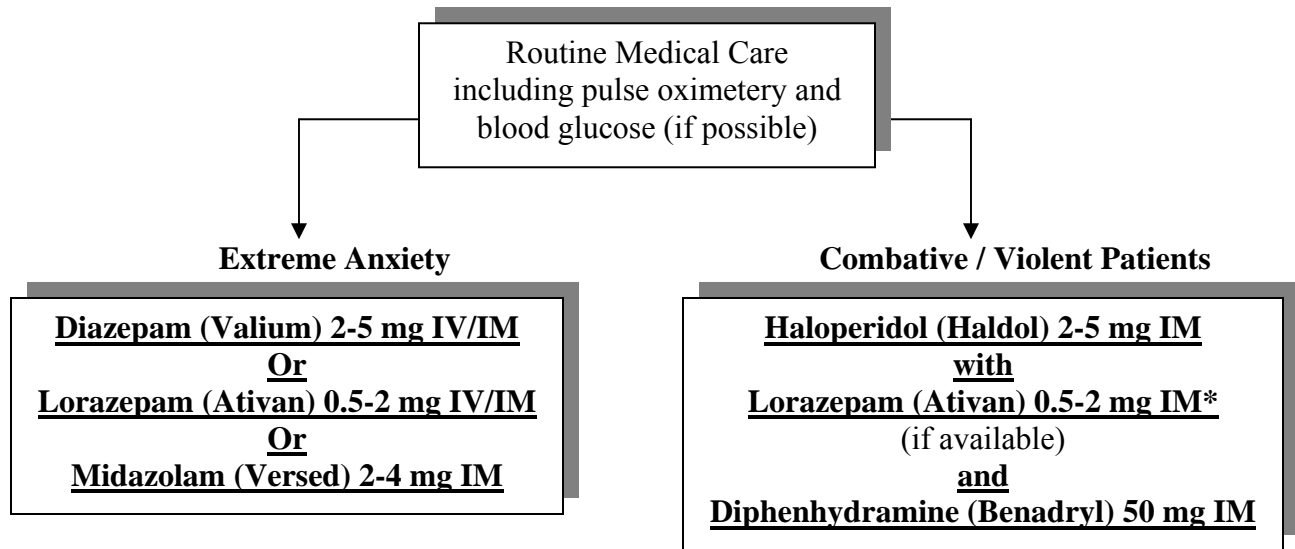 Routine Medical Care
including pulse oximetery and
blood glucose (if possible)
Extreme Anxiety
Diazepam (Valium) 2-5 mg IV/IM
Or
Lorazepam (Ativan) 0.5-2 mg IV/IM
Or
Midazolam (Versed) 2-4 mg IM
Combative / Violent Patients
Haloperidol (Haldol) 2-5 mg IM
with
Lorazepam (Ativan) 0.5-2 mg IM*
(if available)
and
Diphenhydramine (Benadryl) 50 mg IM